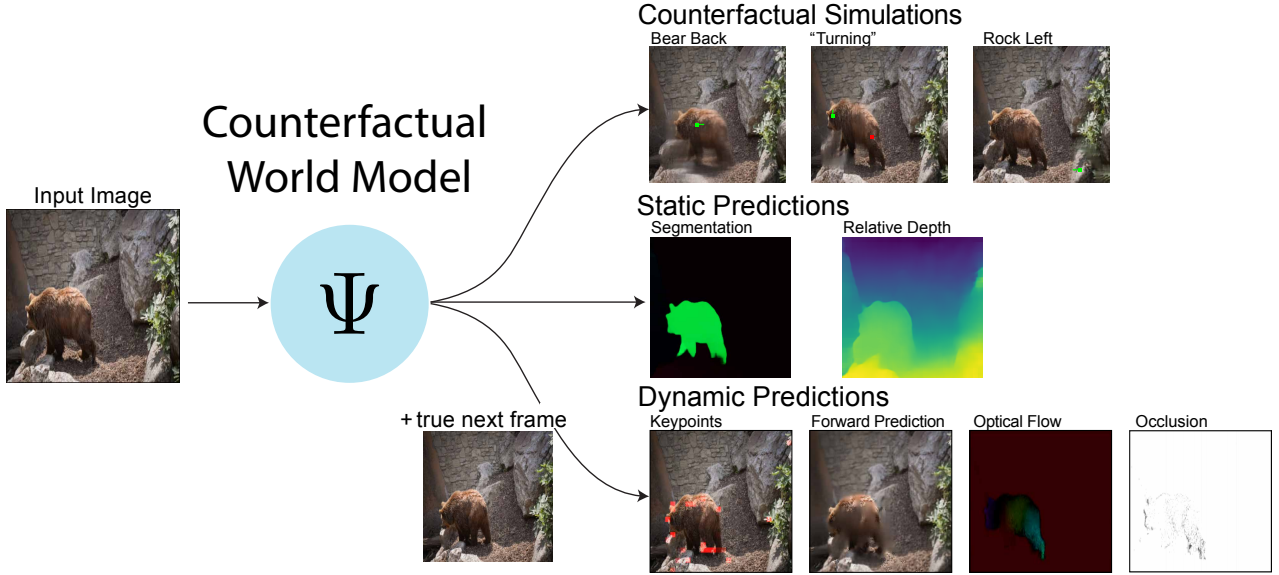 Counterfactual Simulations
Bear Back
“Turning”
Rock Left
Counterfactual
World Model
Input Image
Ψ
Static Predictions
Segmentation
Relative Depth
Dynamic Predictions
+ true next frame
Keypoints
Forward Prediction
Optical Flow
Occlusion